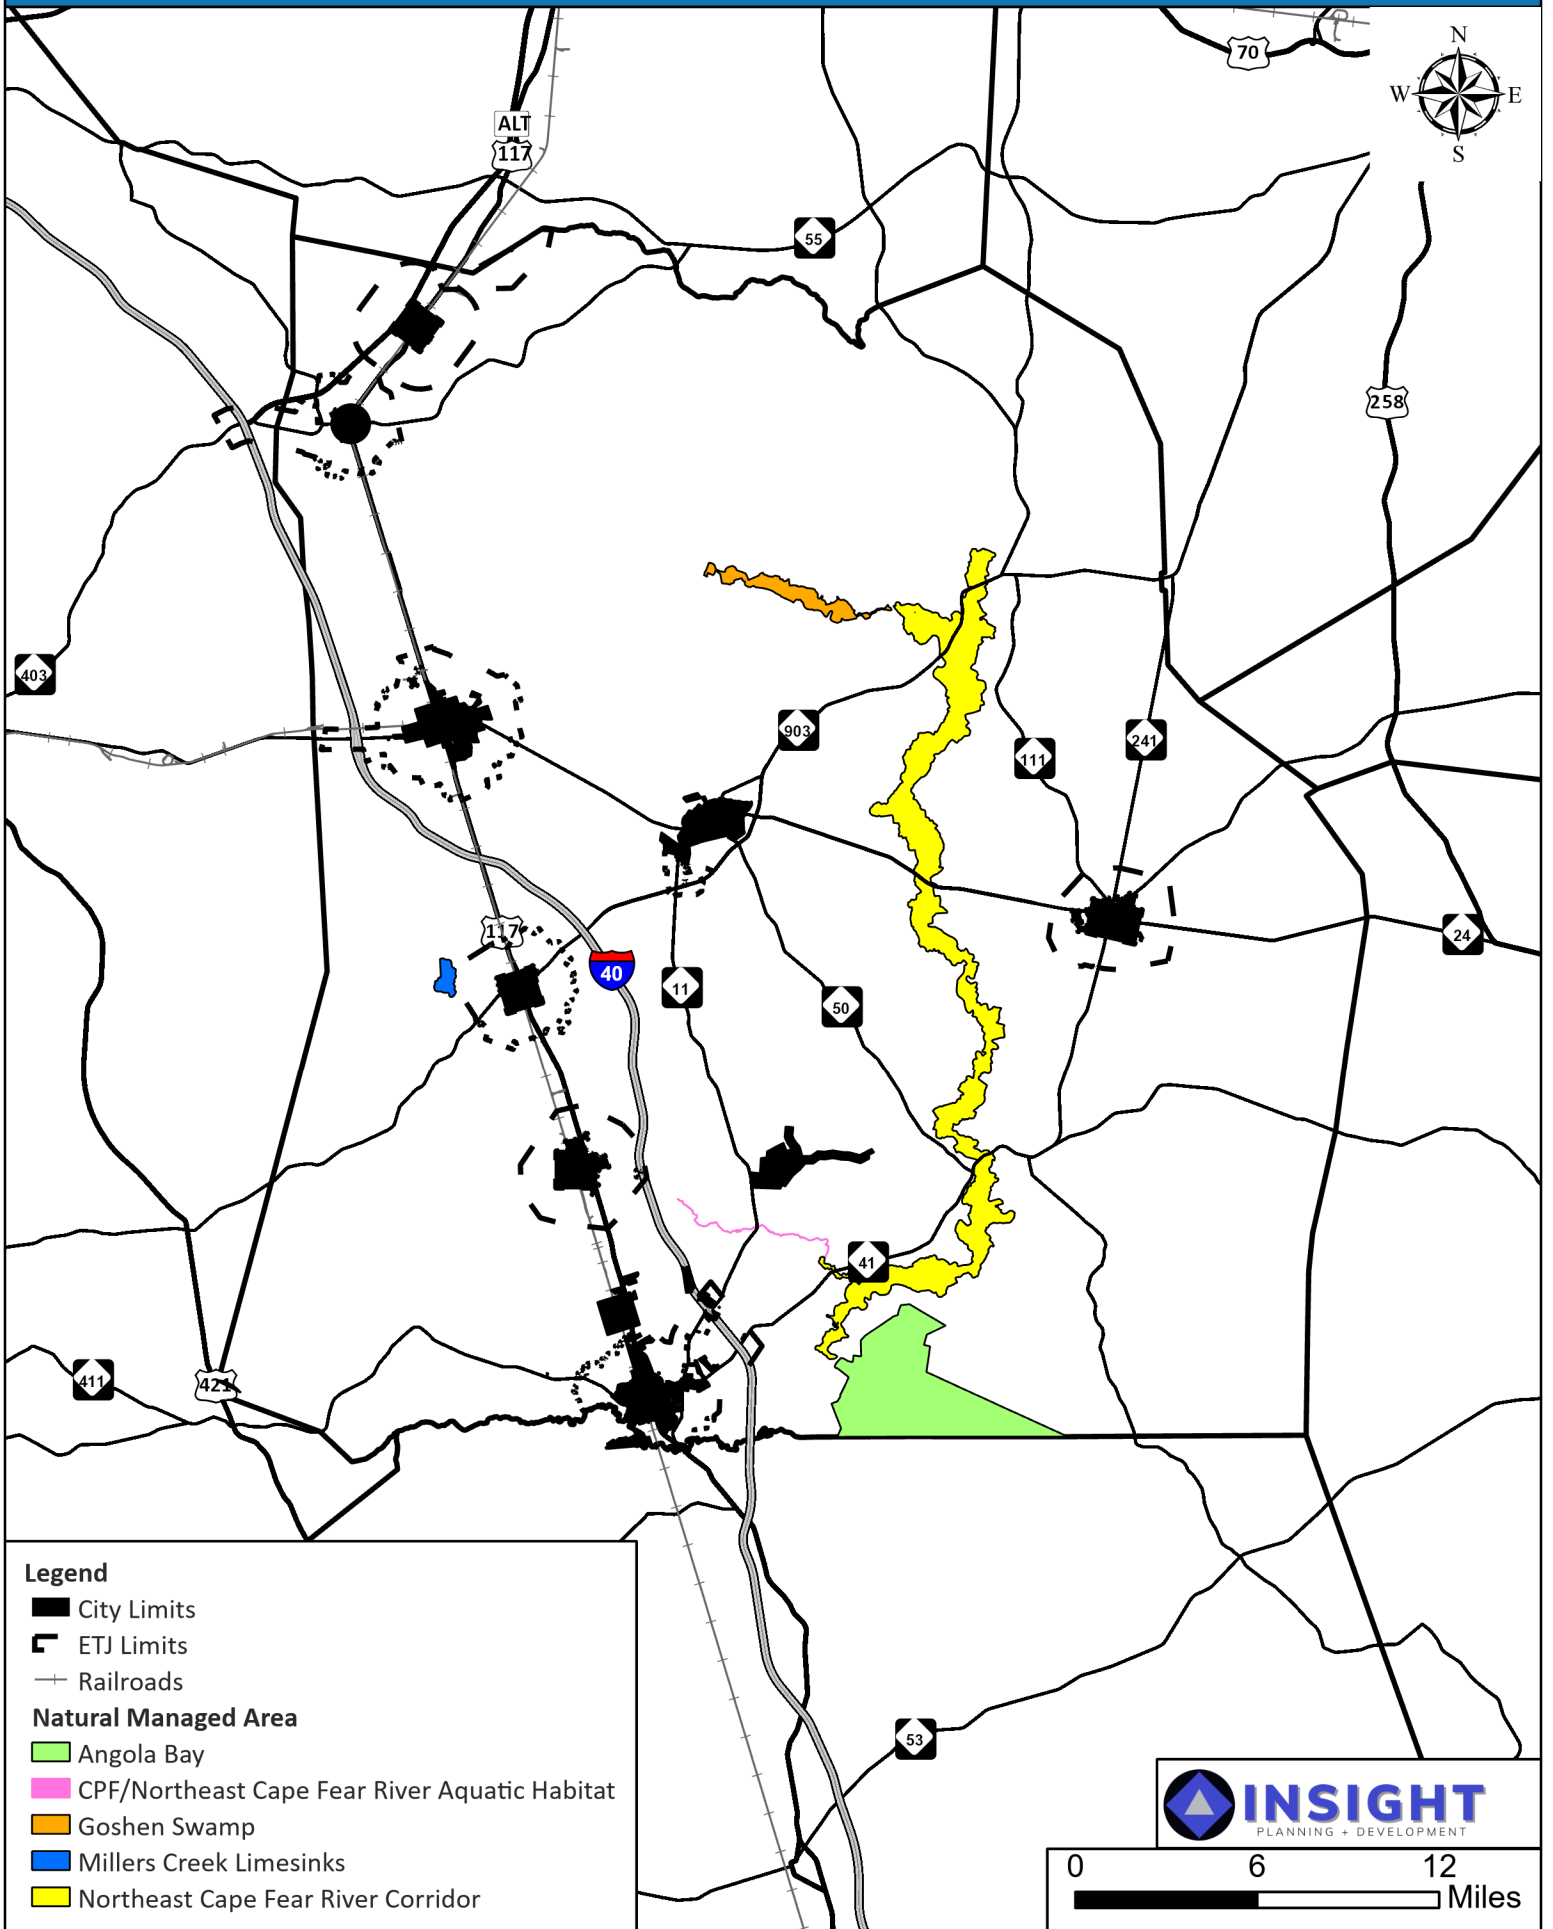 70
N
W E
S
ALT
117
55
258
403
903
111
241
24
117
40
11
50
41
411
421
53
Legend
City Limits
ETJ Limits
Railroads
Natural Managed Area
Angola Bay
CPF/Northeast Cape Fear River Aquatic Habitat
Goshen Swamp
Millers Creek Limesinks
Northeast Cape Fear River Corridor
INSIGHT
PLANNING + DEVELOPMENT
0 6 12
Miles